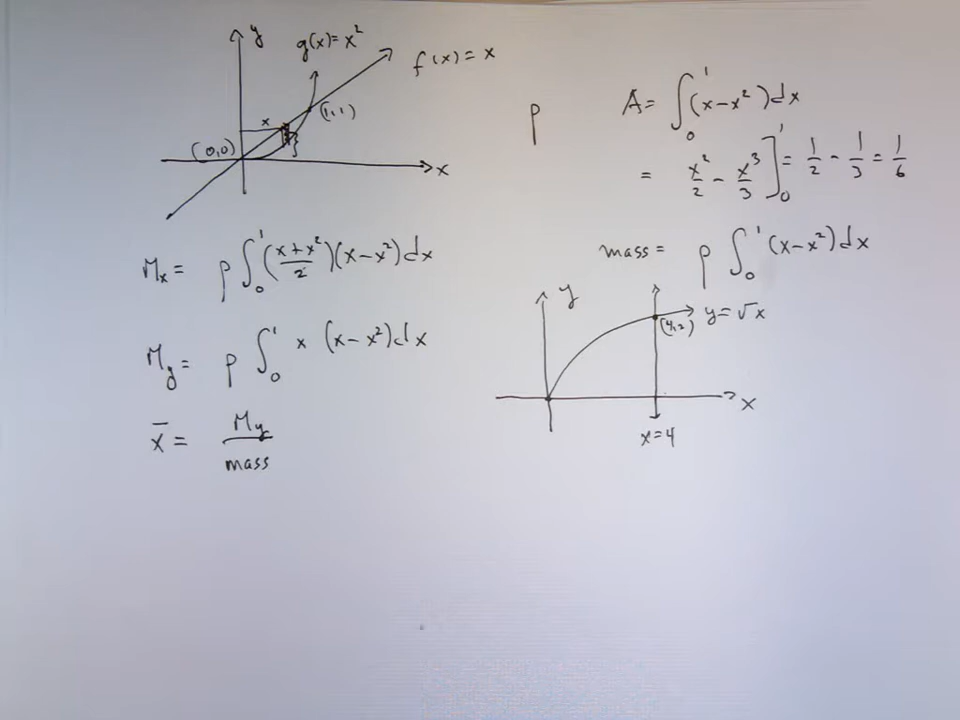 y
g(x)=x²
f(x)=x
x
(1,1)
(0,0)
x
ρ
A= ∫₀¹ (x-x²)dx
= x²/2 - x³/3 ]₀¹ = 1/2 - 1/3 = 1/6
mass = ρ ∫₀¹ (x-x²)dx
Mₓ = ρ ∫₀¹ ((x+x²)/2)(x-x²)dx
M_y = ρ ∫₀¹ x (x-x²)dx
x̄ = M_y/mass
y
y=√x
(4,2)
x
x=4